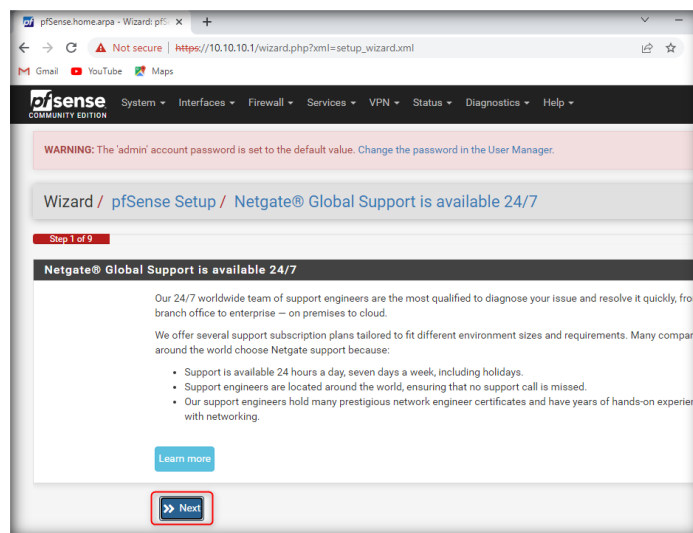 pfSense.home.arpa - Wizard: pfS
Not secure | https://10.10.10.1/wizard.php?xml=setup_wizard.xml
Gmail YouTube Maps
pfsense System Interfaces Firewall Services VPN Status Diagnostics Help
COMMUNITY EDITION
WARNING: The 'admin' account password is set to the default value. Change the password in the User Manager.
Wizard / pfSense Setup / Netgate® Global Support is available 24/7
Step 1 of 9
Netgate® Global Support is available 24/7
Our 24/7 worldwide team of support engineers are the most qualified to diagnose your issue and resolve it quickly, fro
branch office to enterprise — on premises to cloud.
We offer several support subscription plans tailored to fit different environment sizes and requirements. Many compar
around the world choose Netgate support because:
• Support is available 24 hours a day, seven days a week, including holidays.
• Support engineers are located around the world, ensuring that no support call is missed.
• Our support engineers hold many prestigious network engineer certificates and have years of hands-on experien
with networking.
Learn more
Next